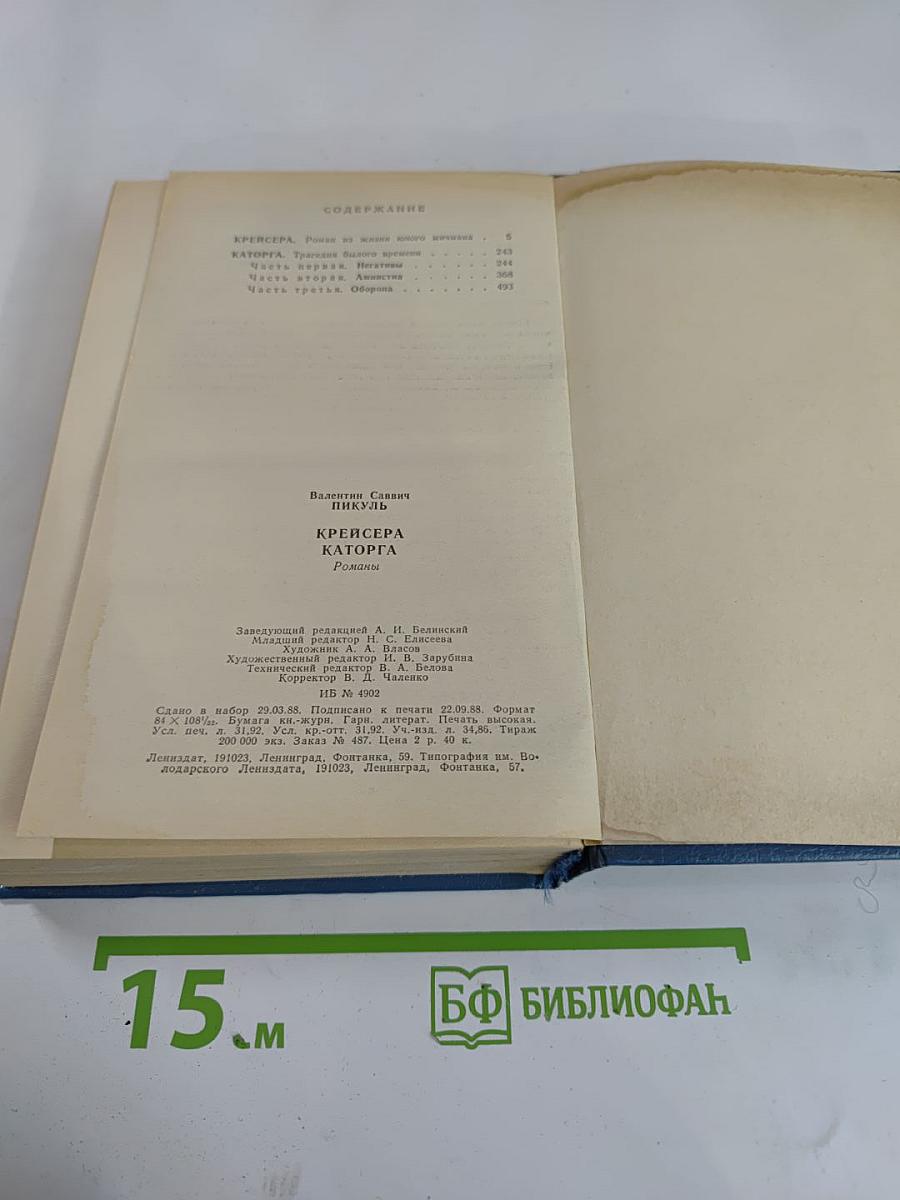 СОДЕРЖАНИЕ
КРЕЙСЕРА. Роман из жизни юного мичмана . 5
КАТОРГА. Трагедия былого времени . . . . . 243
Часть первая. Негативы . . . . . . 244
Часть вторая. Амнистия . . . . . . 368
Часть третья. Оборона . . . . . . . 493
Валентин Саввич
ПИКУЛЬ
КРЕЙСЕРА
КАТОРГА
Романы
Заведующий редакцией А. И. Белинский
Младший редактор Н. С. Елисеева
Художник А. А. Власов
Художественный редактор И. В. Зарубина
Технический редактор В. А. Белова
Корректор В. Д. Чаленко
ИБ № 4902
Сдано в набор 29.03.88. Подписано к печати 22.09.88. Формат
84 × 108¹/₃₂. Бумага кн.-журн. Гарн. литерат. Печать высокая.
Усл. печ. л. 31,92. Усл. кр.-отт. 31,92. Уч.-изд. л. 34,86. Тираж
200 000 экз. Заказ № 487. Цена 2 р. 40 к.
Лениздат, 191023, Ленинград, Фонтанка, 59. Типография им. Во-
лодарского Лениздата, 191023, Ленинград, Фонтанка, 57.
15 см
БФ БИБЛИОФАН